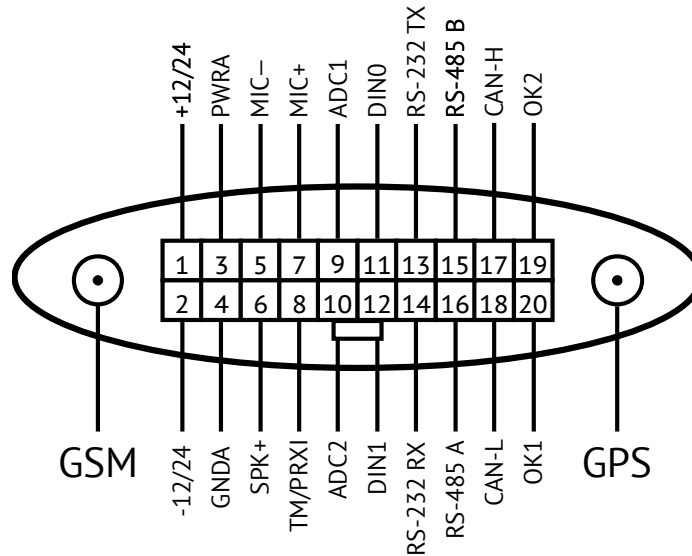 +12/24
PWRA
MIC–
MIC+
ADC1
DIN0
RS-232 TX
RS-485 B
CAN-H
OK2
1 3 5 7 9 11 13 15 17 19
2 4 6 8 10 12 14 16 18 20
GSM
-12/24
GNDA
SPK+
TM/PRXI
ADC2
DIN1
RS-232 RX
RS-485 A
CAN-L
OK1
GPS